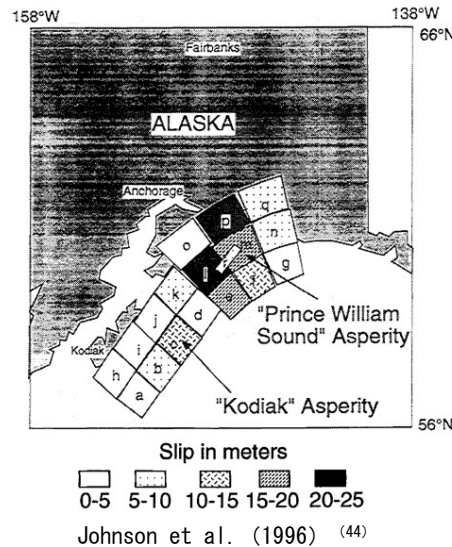 158°W 138°W
66°N
Fairbanks
ALASKA
Anchorage
p q
o n
l g
k e
j d
i c
Kodiak
h b
a
"Prince William
Sound" Asperity
"Kodiak" Asperity
56°N
Slip in meters
0-5 5-10 10-15 15-20 20-25
Johnson et al. (1996) (44)